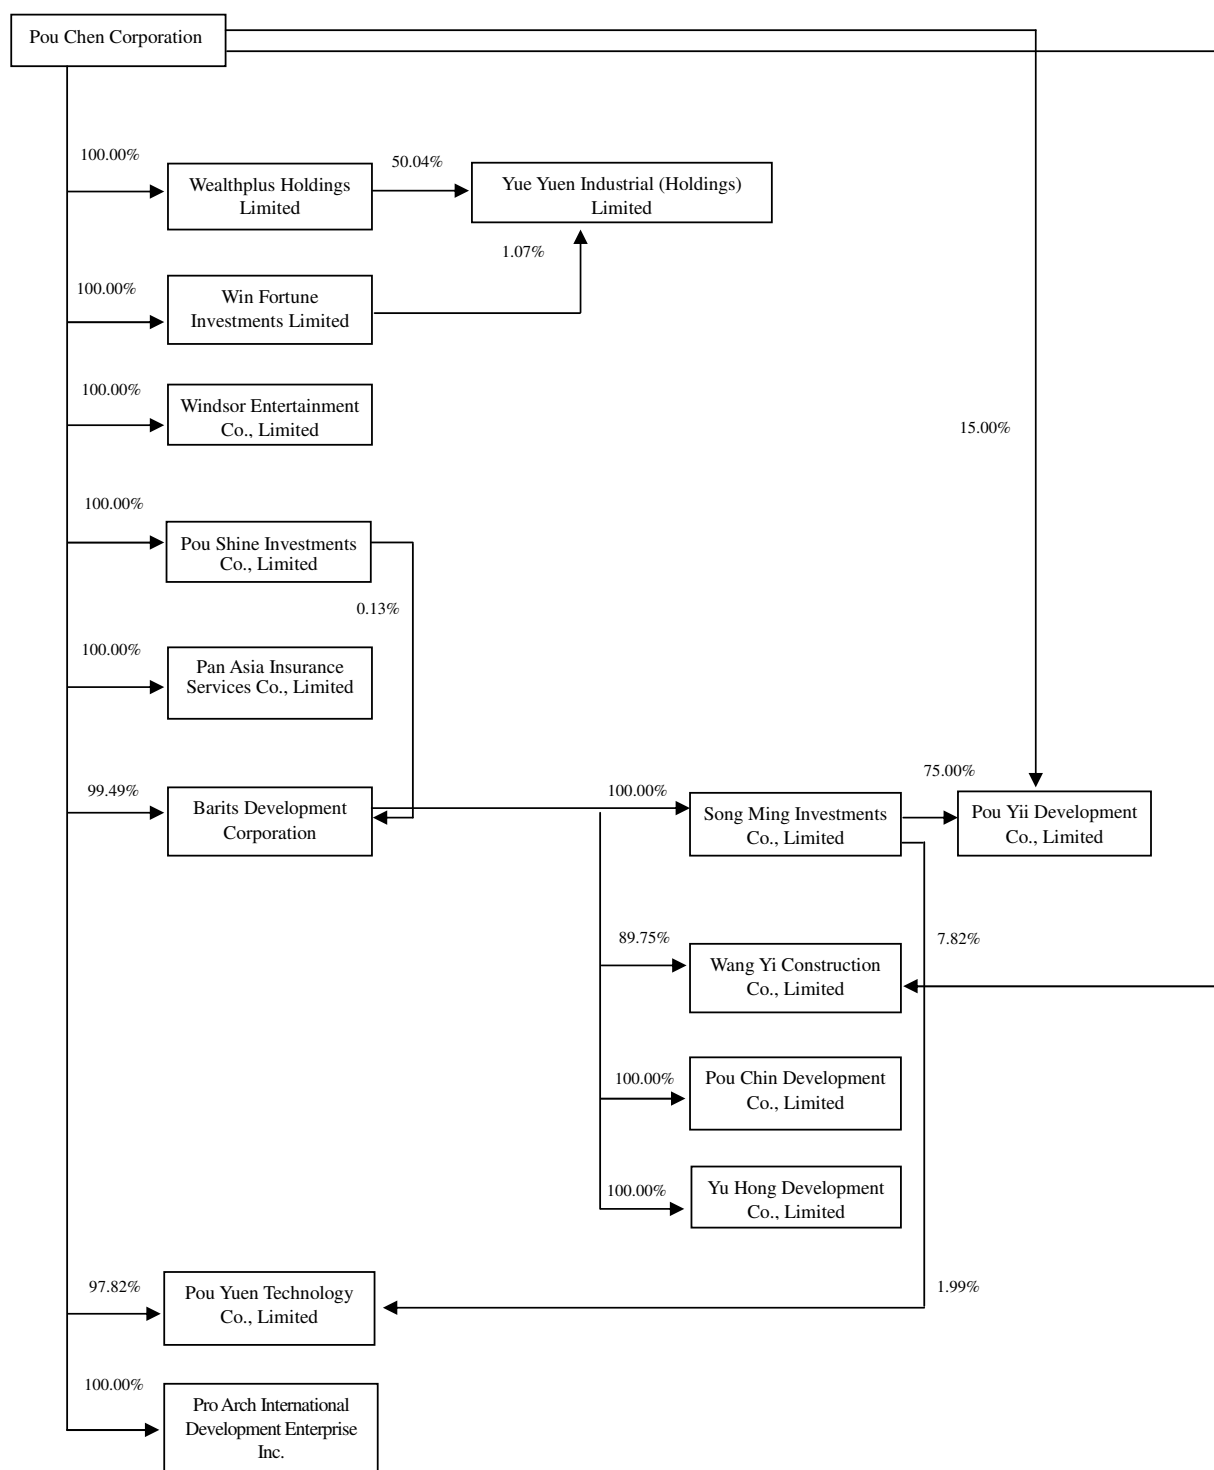 Pou Chen Corporation
100.00%
Wealthplus Holdings
Limited
50.04%
Yue Yuen Industrial (Holdings)
Limited
1.07%
100.00%
Win Fortune
Investments Limited
100.00%
Windsor Entertainment
Co., Limited
15.00%
100.00%
Pou Shine Investments
Co., Limited
0.13%
100.00%
Pan Asia Insurance
Services Co., Limited
99.49%
Barits Development
Corporation
100.00%
Song Ming Investments
Co., Limited
75.00%
Pou Yii Development
Co., Limited
89.75%
Wang Yi Construction
Co., Limited
7.82%
100.00%
Pou Chin Development
Co., Limited
100.00%
Yu Hong Development
Co., Limited
97.82%
Pou Yuen Technology
Co., Limited
1.99%
100.00%
Pro Arch International
Development Enterprise
Inc.